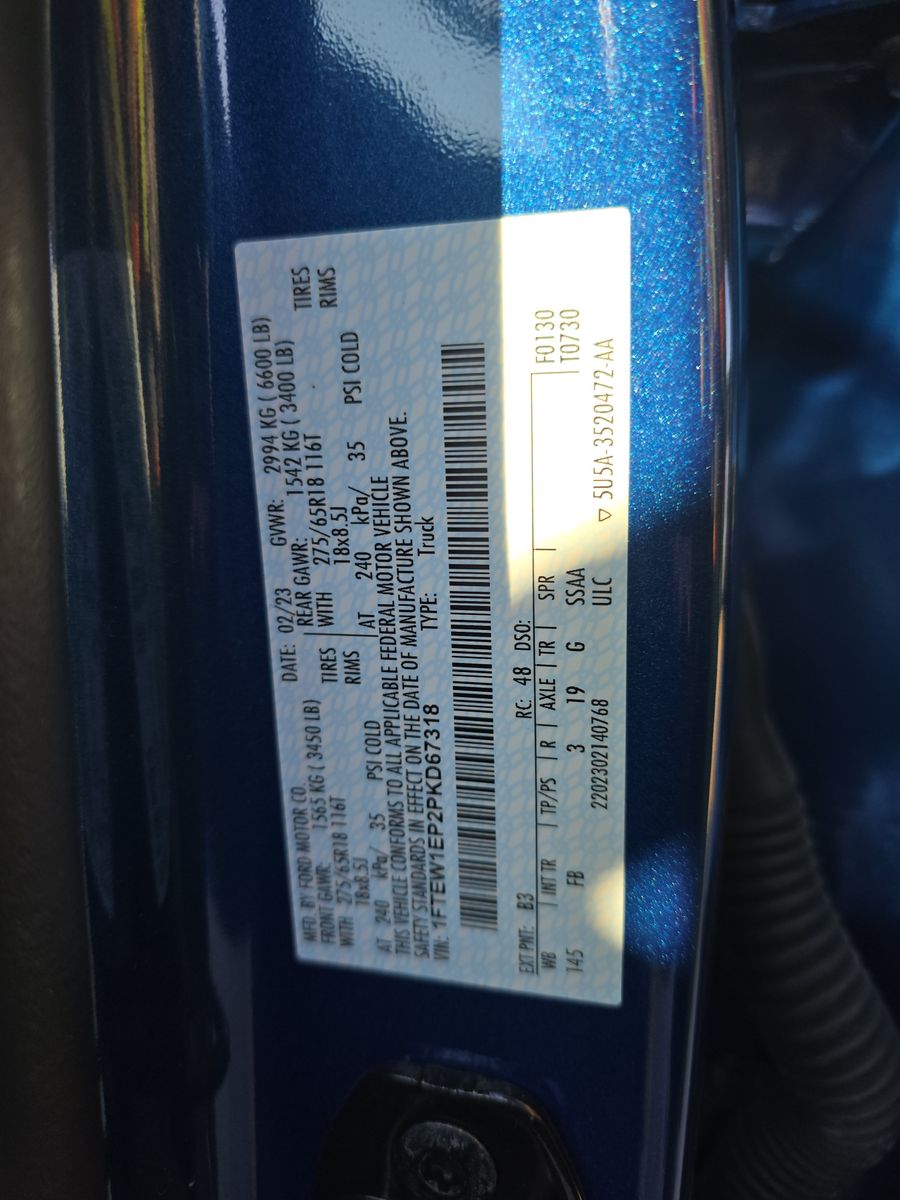 MFD. BY FORD MOTOR CO. DATE: 02/23 GVWR: 2994 KG ( 6600 LB)
FRONT GAWR: 1565 KG ( 3450 LB) REAR GAWR: 1542 KG ( 3400 LB)
WITH 275/65R18 116T TIRES WITH 275/65R18 116T TIRES
18x8.5J RIMS 18x8.5J RIMS
AT 240 kPa/ 35 PSI COLD AT 240 kPa/ 35 PSI COLD
THIS VEHICLE CONFORMS TO ALL APPLICABLE FEDERAL MOTOR VEHICLE
SAFETY STANDARDS IN EFFECT ON THE DATE OF MANUFACTURE SHOWN ABOVE.
VIN: 1FTEW1EP2PKD67318 TYPE: Truck
EXT PNT: B3 RC: 48 DSO:
WB INT TR TP/PS R AXLE TR SPR F0130
T0730
145 FB 3 19 G SSAA
2202302140768 ULC ▽ 5U5A-3520472-AA